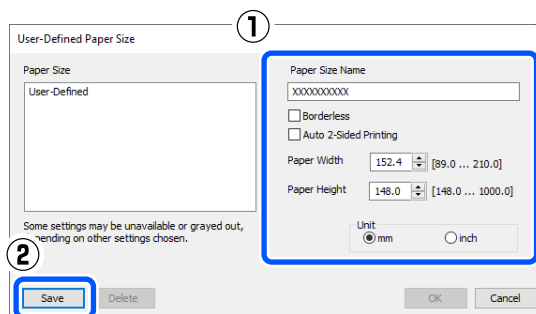 1
User-Defined Paper Size
Paper Size
User-Defined
Some settings may be unavailable or grayed out,
depending on other settings chosen.
Paper Size Name
XXXXXXXXXX
Borderless
Auto 2-Sided Printing
Paper Width 152.4 [89.0 ... 210.0]
Paper Height 148.0 [148.0 ... 1000.0]
Unit
mm inch
2
Save Delete OK Cancel